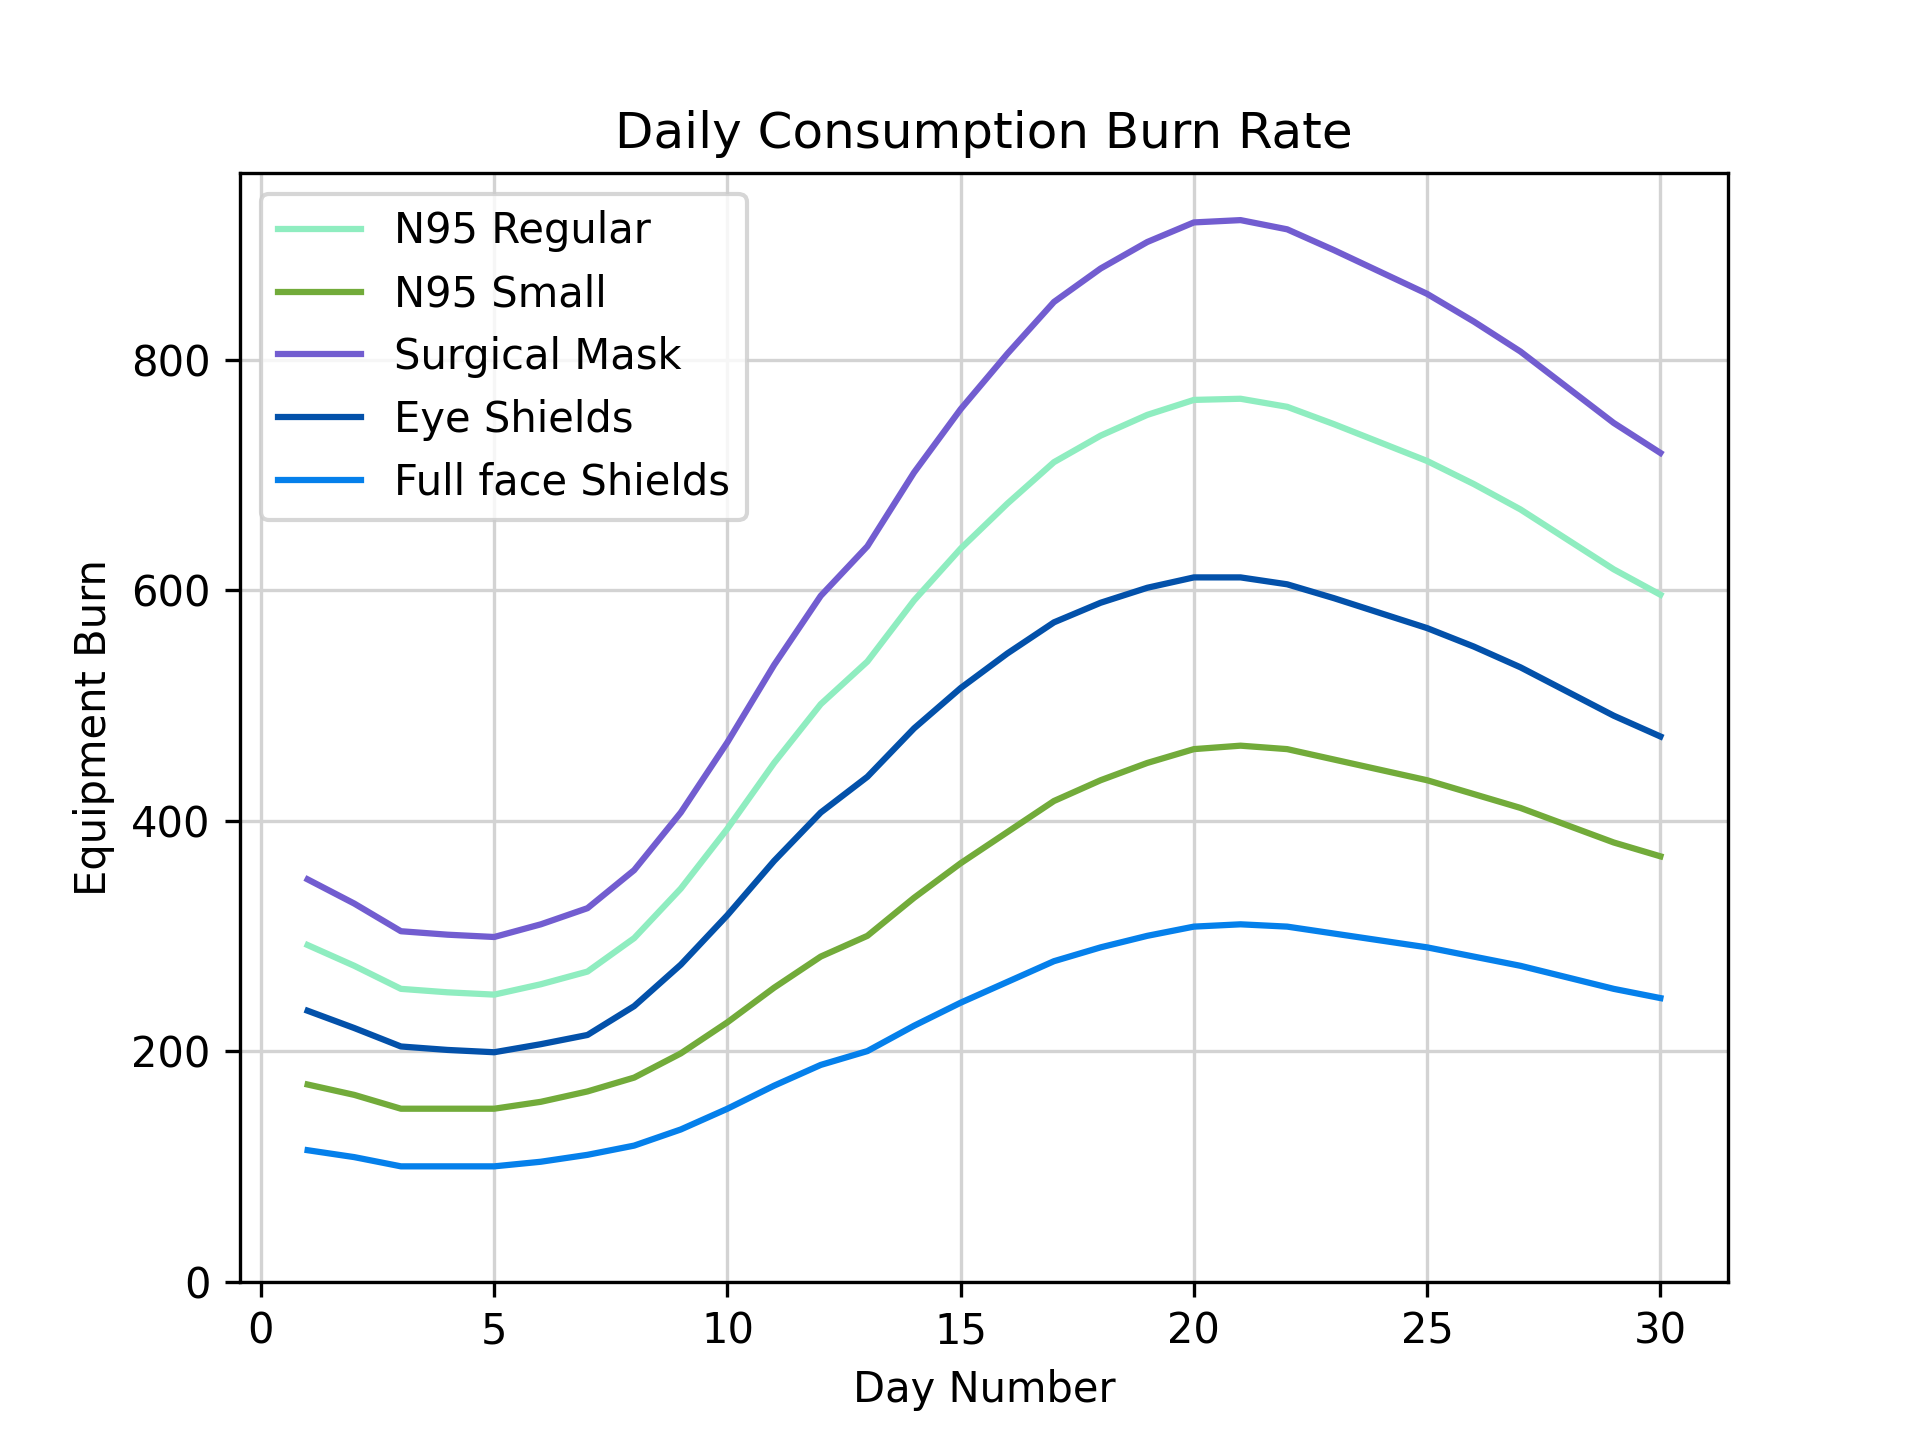 Daily Consumption Burn Rate
N95 Regular
N95 Small
Surgical Mask
Eye Shields
Full face Shields
800
600
400
200
0
Equipment Burn
0 5 10 15 20 25 30
Day Number